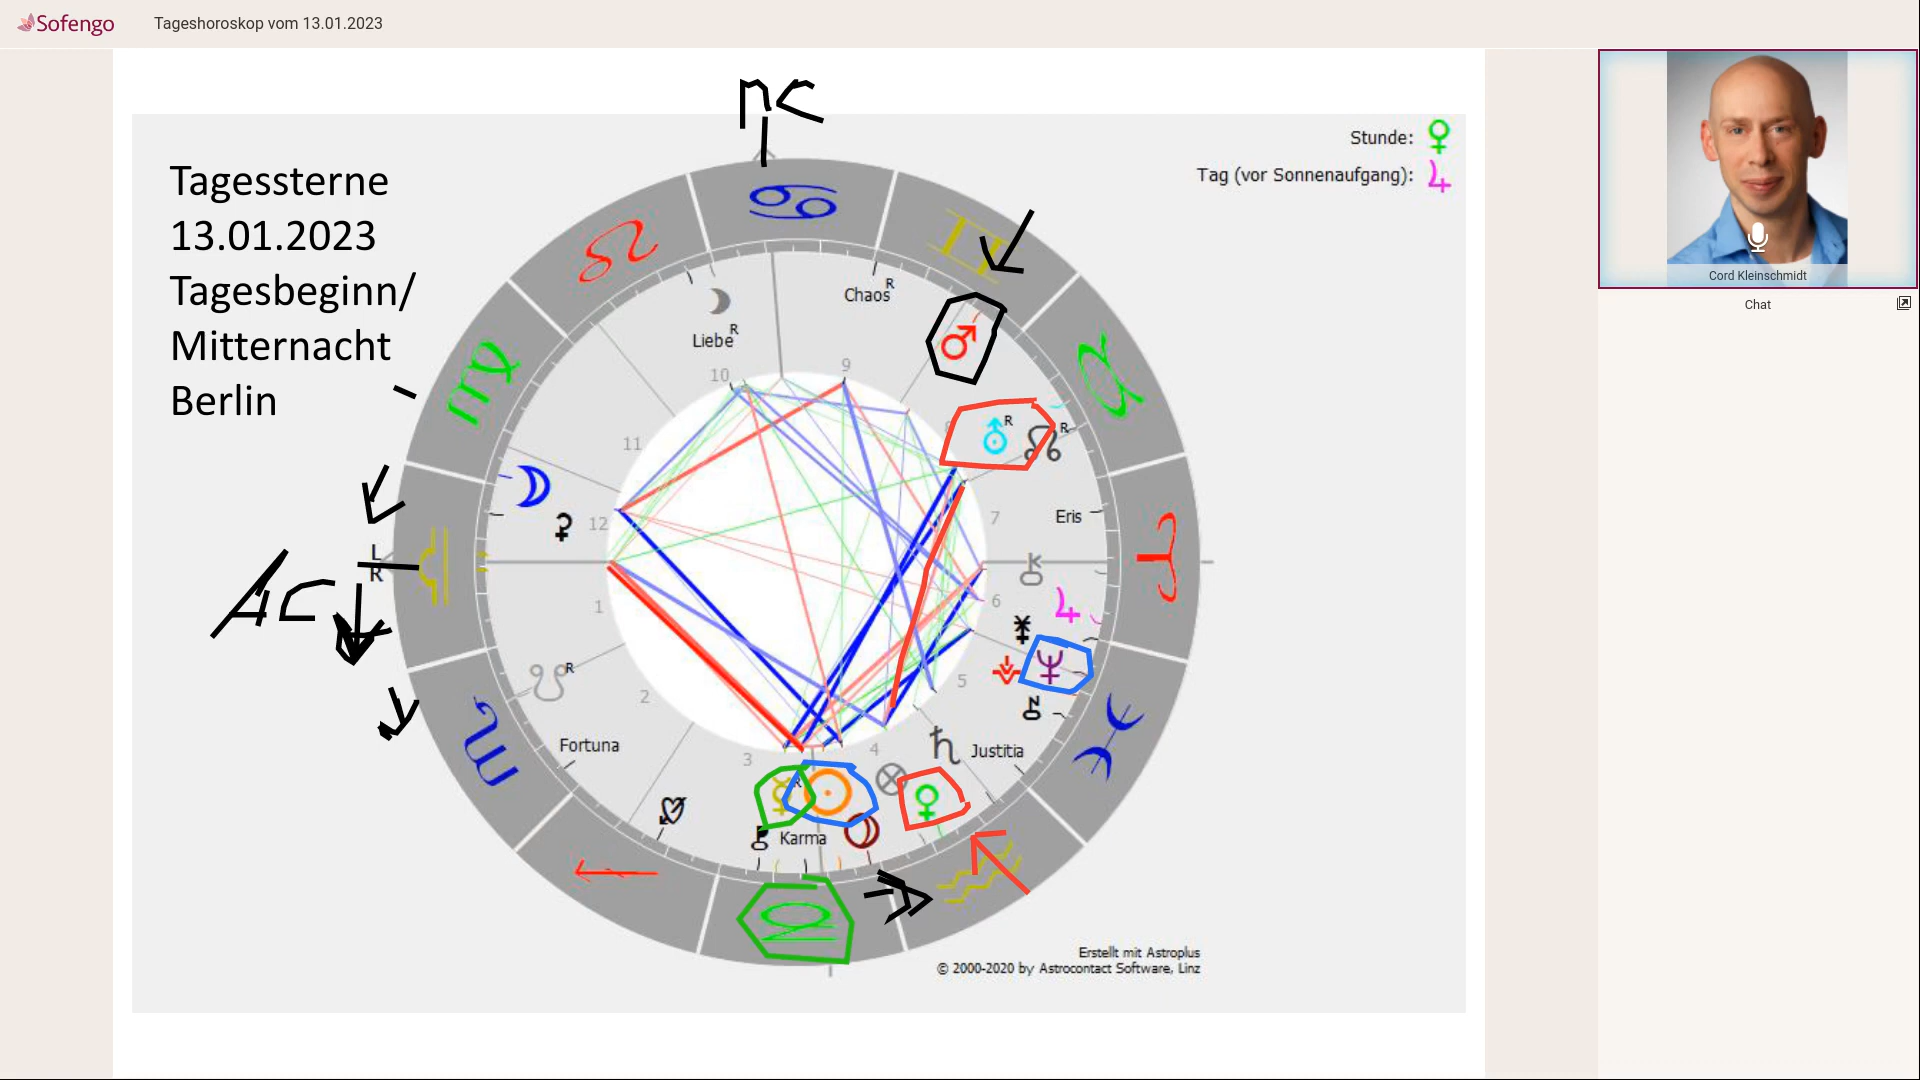 Sofengo
Tageshoroskop vom 13.01.2023
MC
Stunde:
Tag (vor Sonnenaufgang):
Tagessterne
13.01.2023
Tagesbeginn/
Mitternacht
Berlin
Chaos R
Liebe R
R
R
10
9
11
8
12
7
Eris
L
R
AC
1
6
R
2
5
Fortuna
3
4
Justitia
R
Karma
Erstellt mit Astroplus
© 2000-2020 by Astrocontact Software, Linz
Cord Kleinschmidt
Chat